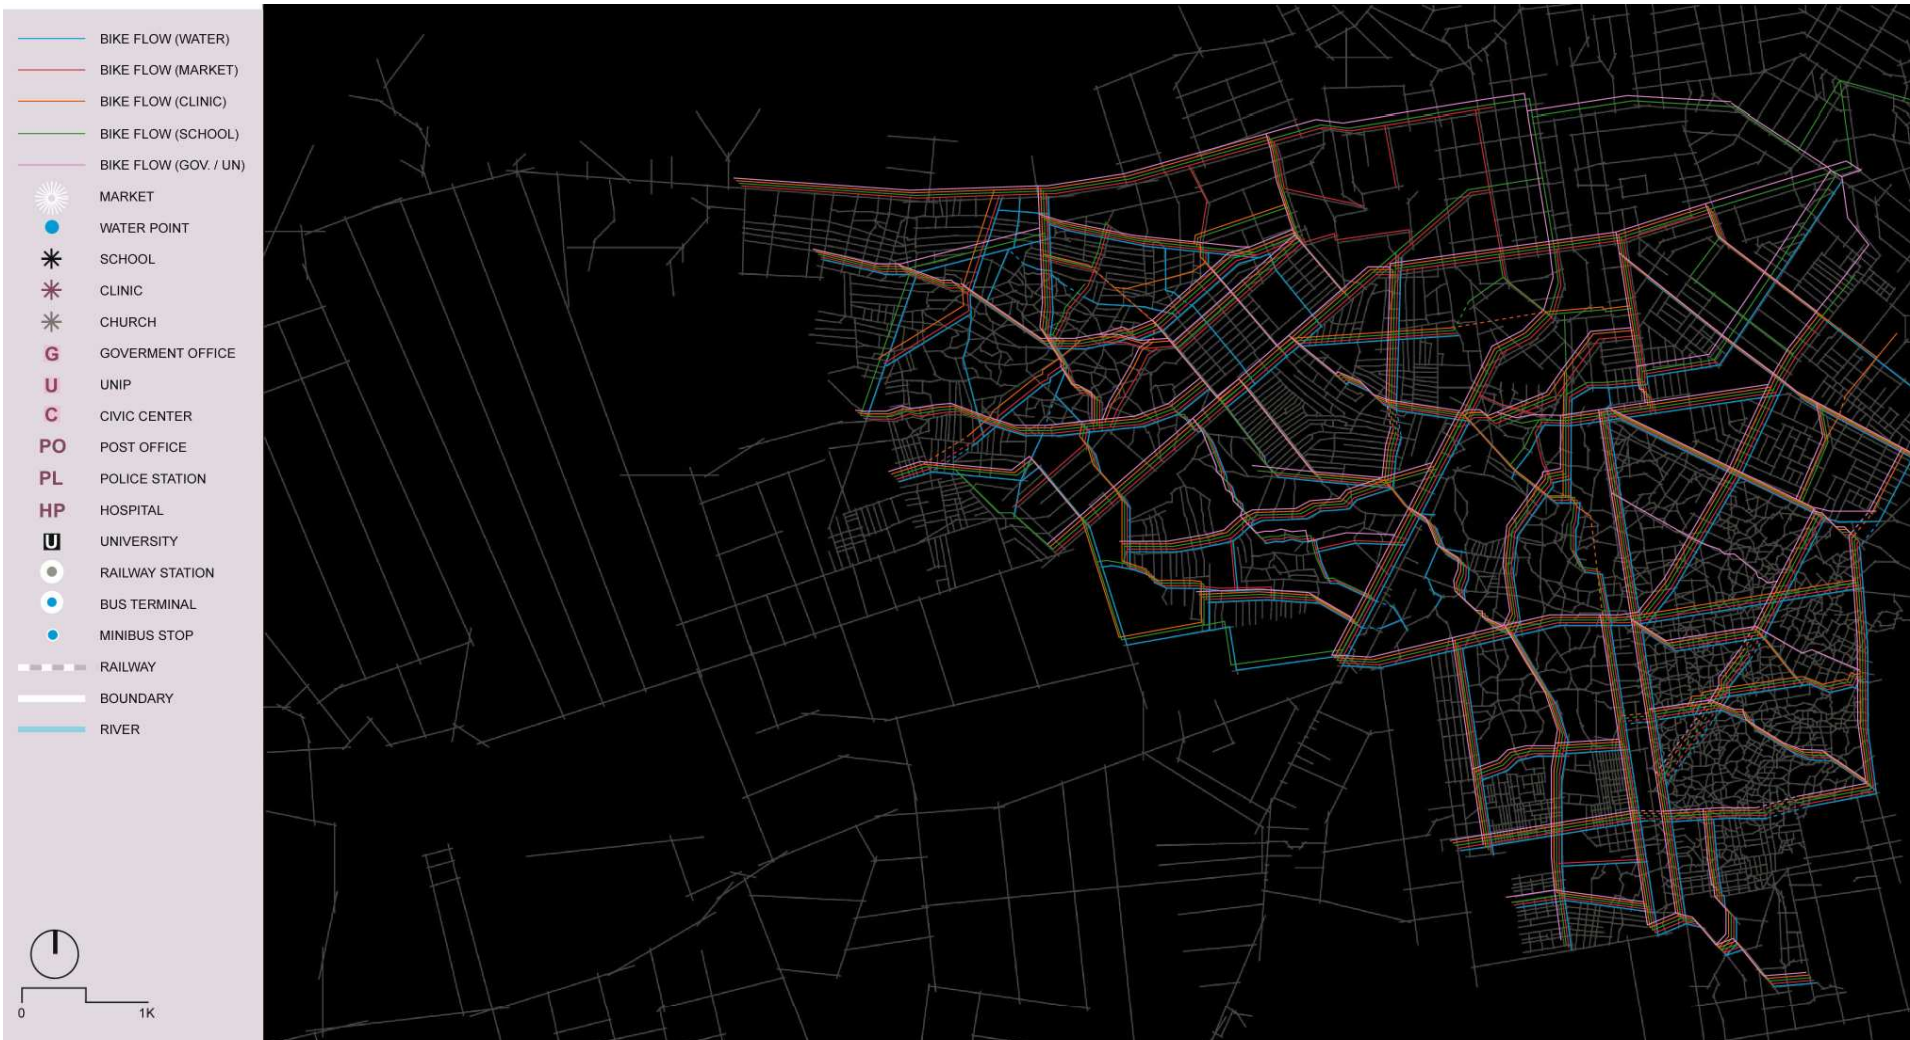 BIKE FLOW (WATER)
BIKE FLOW (MARKET)
BIKE FLOW (CLINIC)
BIKE FLOW (SCHOOL)
BIKE FLOW (GOV. / UN)
MARKET
WATER POINT
SCHOOL
CLINIC
CHURCH
G GOVERMENT OFFICE
U UNIP
C CIVIC CENTER
PO POST OFFICE
PL POLICE STATION
HP HOSPITAL
U UNIVERSITY
RAILWAY STATION
BUS TERMINAL
MINIBUS STOP
RAILWAY
BOUNDARY
RIVER
0 1K